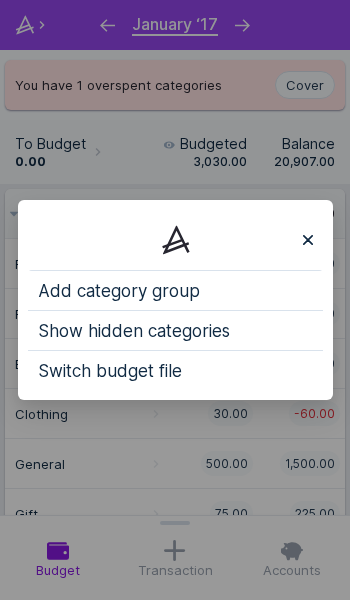 January ‘17
You have 1 overspent categories
Cover
To Budget
0.00
Budgeted
3,030.00
Balance
20,907.00
Add category group
Show hidden categories
Switch budget file
Clothing 30.00 -60.00
General 500.00 1,500.00
Gift 75.00 225.00
Budget
Transaction
Accounts